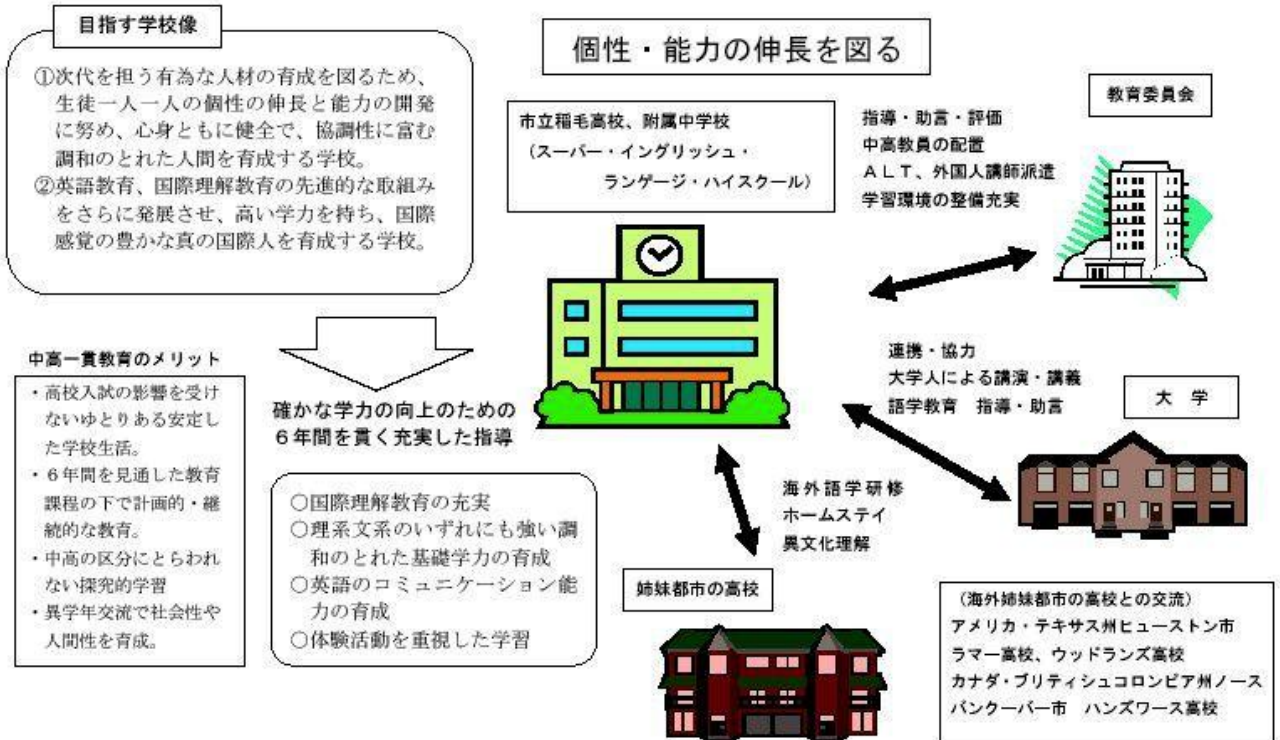 目指す学校像
①次代を担う有為な人材の育成を図るため、
生徒一人一人の個性の伸長と能力の開発
に努め、心身ともに健全で、協調性に富む
調和のとれた人間を育成する学校。
②英語教育、国際理解教育の先進的な取組み
をさらに発展させ、高い学力を持ち、国際
感覚の豊かな真の国際人を育成する学校。
個性・能力の伸長を図る
市立稲毛高校、附属中学校
（スーパー・イングリッシュ・
ランゲージ・ハイスクール）
教育委員会
指導・助言・評価
中高教員の配置
ＡＬＴ、外国人講師派遣
学習環境の整備充実
中高一貫教育のメリット
・高校入試の影響を受け
ないゆとりある安定し
た学校生活。
・６年間を見通した教育
課程の下で計画的・継
続的な教育。
・中高の区分にとらわれ
ない探究的学習
・異学年交流で社会性や
人間性を育成。
確かな学力の向上のための
６年間を貫く充実した指導
○国際理解教育の充実
○理系文系のいずれにも強い調
和のとれた基礎学力の育成
○英語のコミュニケーション能
力の育成
○体験活動を重視した学習
連携・協力
大学人による講演・講義
語学教育　指導・助言
大　学
海外語学研修
ホームステイ
異文化理解
姉妹都市の高校
（海外姉妹都市の高校との交流）
アメリカ・テキサス州ヒューストン市
ラマー高校、ウッドランズ高校
カナダ・ブリティシュコロンビア州ノース
バンクーバー市　ハンズワース高校